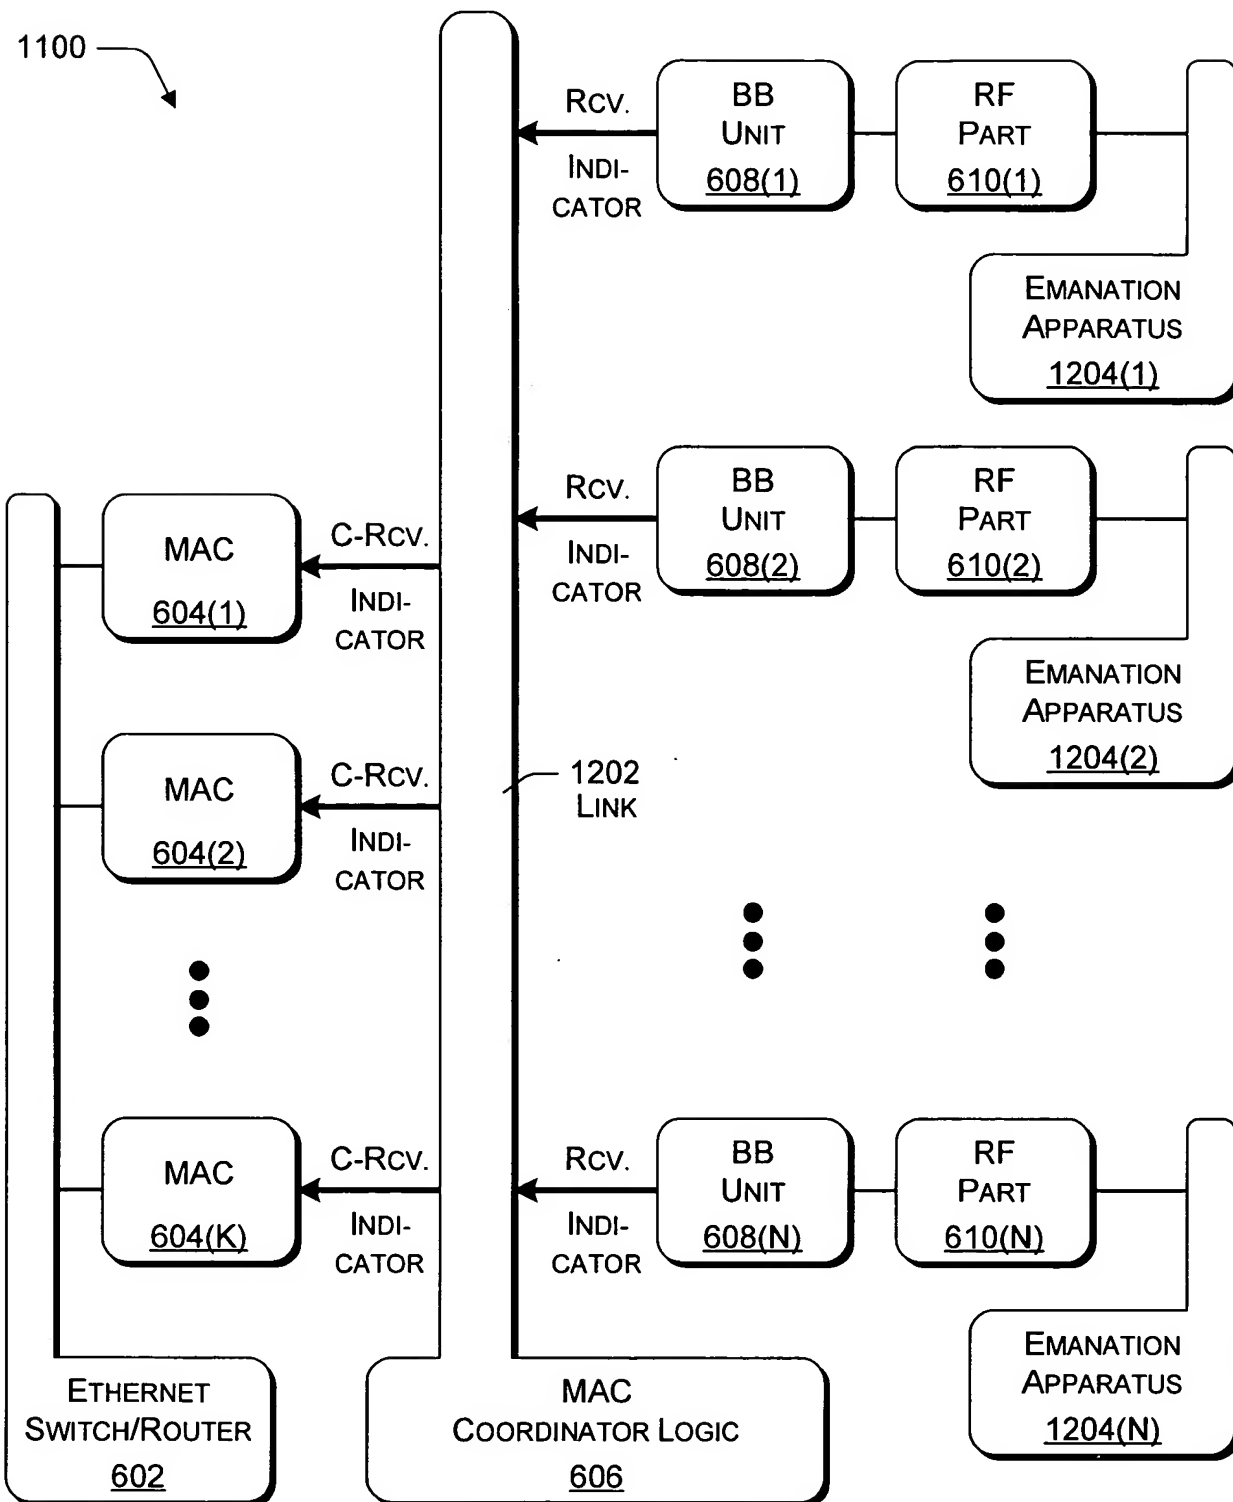 1100
RCV.
INDI-
CATOR
BB
UNIT
608(1)
RF
PART
610(1)
EMANATION
APPARATUS
1204(1)
RCV.
INDI-
CATOR
BB
UNIT
608(2)
RF
PART
610(2)
EMANATION
APPARATUS
1204(2)
MAC
604(1)
C-RCV.
INDI-
CATOR
MAC
604(2)
C-RCV.
INDI-
CATOR
1202
LINK
MAC
604(K)
C-RCV.
INDI-
CATOR
RCV.
INDI-
CATOR
BB
UNIT
608(N)
RF
PART
610(N)
EMANATION
APPARATUS
1204(N)
ETHERNET
SWITCH/ROUTER
602
MAC
COORDINATOR LOGIC
606